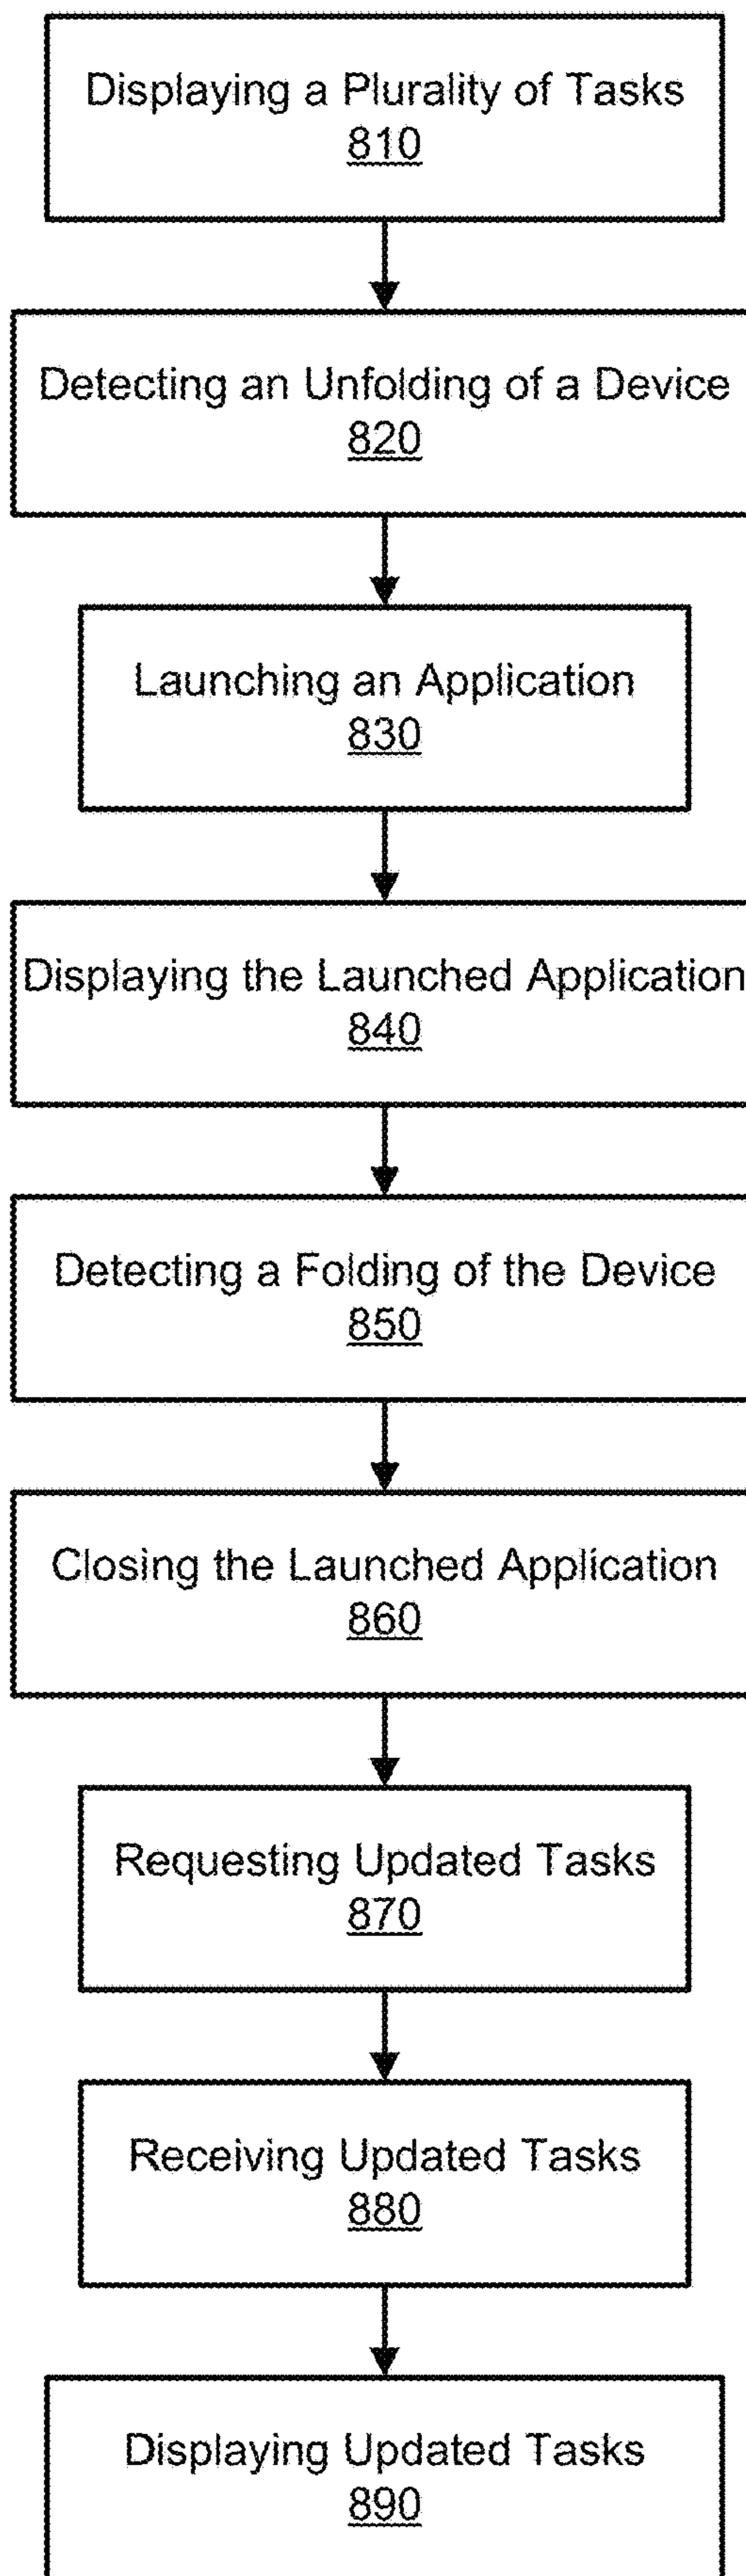 Displaying a Plurality of Tasks
810
Detecting an Unfolding of a Device
820
Launching an Application
830
Displaying the Launched Application
840
Detecting a Folding of the Device
850
Closing the Launched Application
860
Requesting Updated Tasks
870
Receiving Updated Tasks
880
Displaying Updated Tasks
890